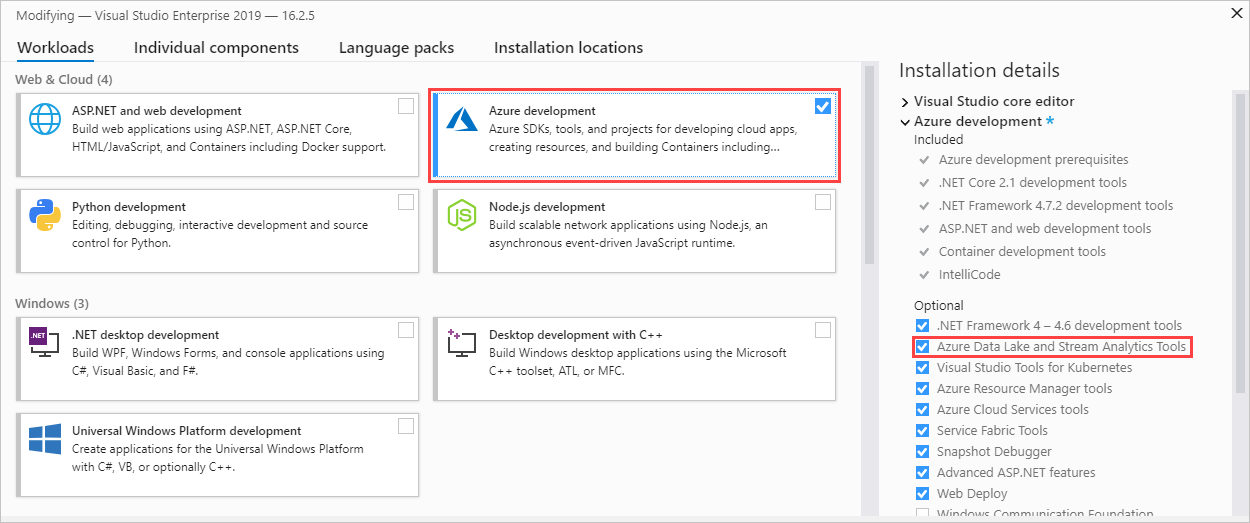 Modifying — Visual Studio Enterprise 2019 — 16.2.5
Workloads
Individual components
Language packs
Installation locations
Web & Cloud (4)
ASP.NET and web development
Build web applications using ASP.NET, ASP.NET Core,
HTML/JavaScript, and Containers including Docker support.
Azure development
Azure SDKs, tools, and projects for developing cloud apps,
creating resources, and building Containers including...
Python development
Editing, debugging, interactive development and source
control for Python.
Node.js development
Build scalable network applications using Node.js, an
asynchronous event-driven JavaScript runtime.
Windows (3)
.NET
.NET desktop development
Build WPF, Windows Forms, and console applications using
C#, Visual Basic, and F#.
Desktop development with C++
Build Windows desktop applications using the Microsoft
C++ toolset, ATL, or MFC.
Universal Windows Platform development
Create applications for the Universal Windows Platform
with C#, VB, or optionally C++.
Installation details
Visual Studio core editor
Azure development *
Included
Azure development prerequisites
.NET Core 2.1 development tools
.NET Framework 4.7.2 development tools
ASP.NET and web development tools
Container development tools
IntelliCode
Optional
.NET Framework 4 – 4.6 development tools
Azure Data Lake and Stream Analytics Tools
Visual Studio Tools for Kubernetes
Azure Resource Manager tools
Azure Cloud Services tools
Service Fabric Tools
Snapshot Debugger
Advanced ASP.NET features
Web Deploy
Windows Communication Foundation